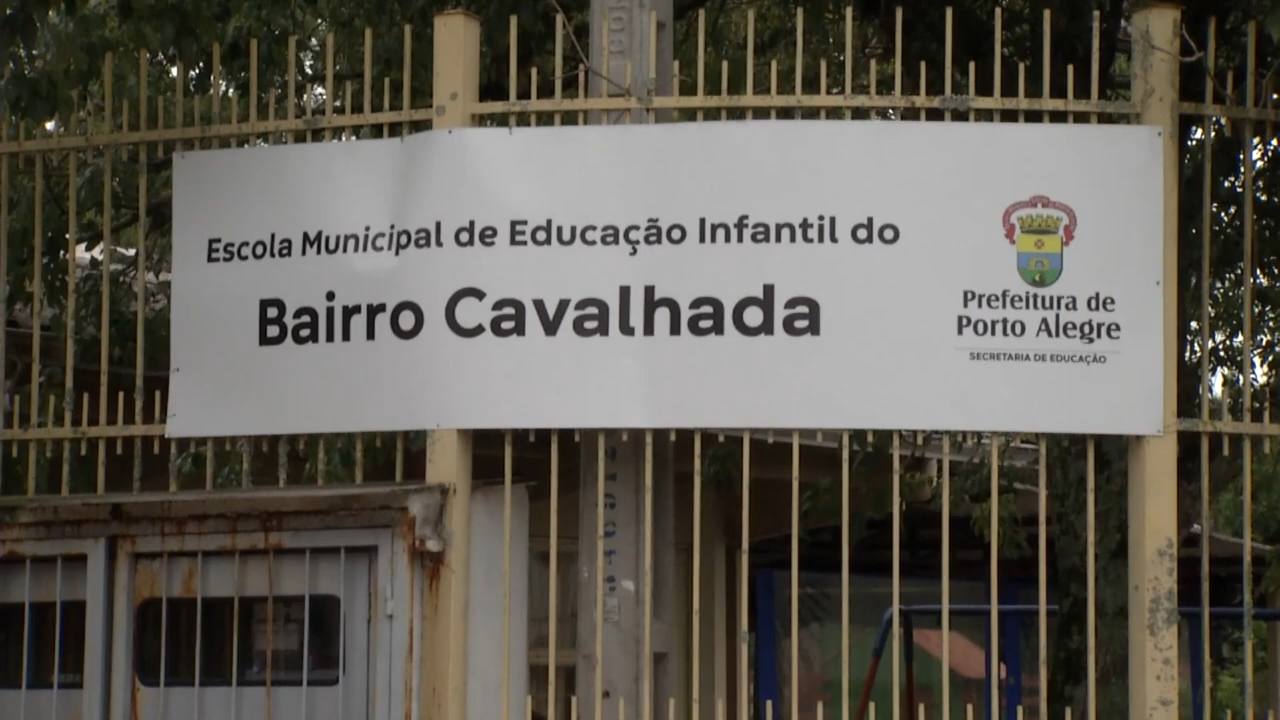 Escola Municipal de Educação Infantil do
Bairro Cavalhada
Prefeitura de
Porto Alegre
SECRETARIA DE EDUCAÇÃO